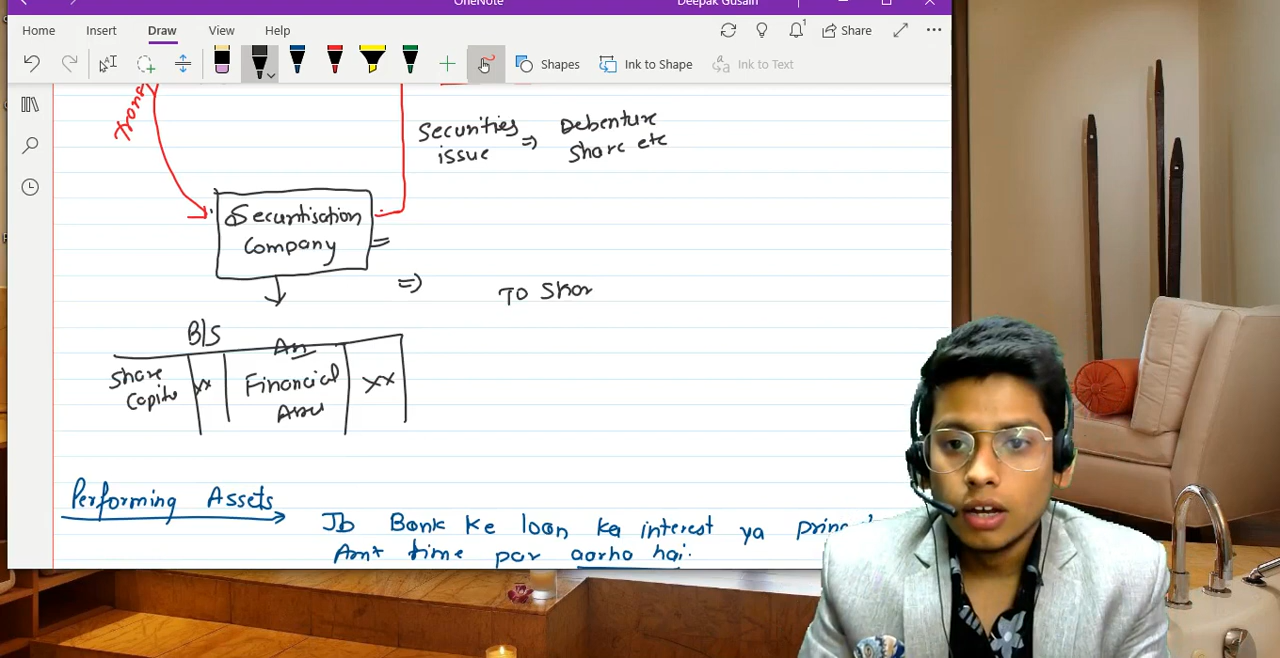 OneNote
Deepak Gusain
Home Insert Draw View Help
Share
Shapes
Ink to Shape
Ink to Text
Securities issue => Debenture Share etc
Securitisation
Company
=>
To Shar
B/S
Share
Financial
XX
XX
Performing Assets
Jb Bank ke loan ka interest ya princ
Amt time par aarha hai.